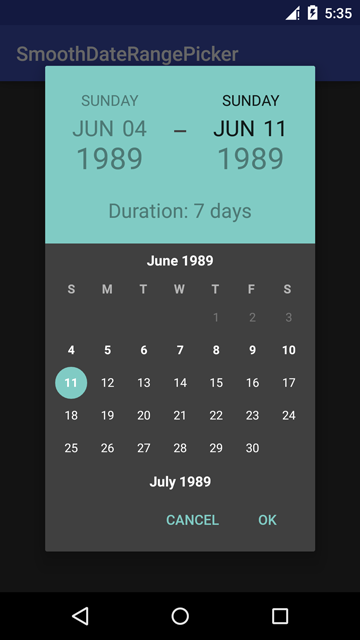 5:35
SmoothDateRangePicker
SUNDAY SUNDAY
JUN 04 – JUN 11
1989 1989
Duration: 7 days
June 1989
S M T W T F S
1 2 3
4 5 6 7 8 9 10
11 12 13 14 15 16 17
18 19 20 21 22 23 24
25 26 27 28 29 30
July 1989
CANCEL OK